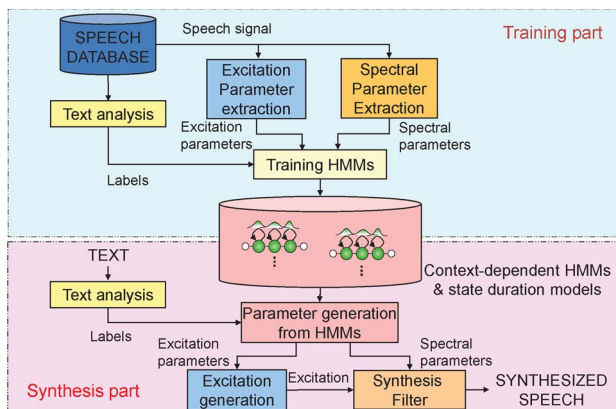 Training part
SPEECH
DATABASE
Speech signal
Excitation
Parameter
extraction
Spectral
Parameter
Extraction
Text analysis
Excitation
parameters
Spectral
parameters
Labels
Training HMMs
TEXT
Text analysis
Labels
Context-dependent HMMs
& state duration models
Parameter generation
from HMMs
Excitation
parameters
Spectral
parameters
Synthesis part
Excitation
generation
Excitation
Synthesis
Filter
SYNTHESIZED
SPEECH